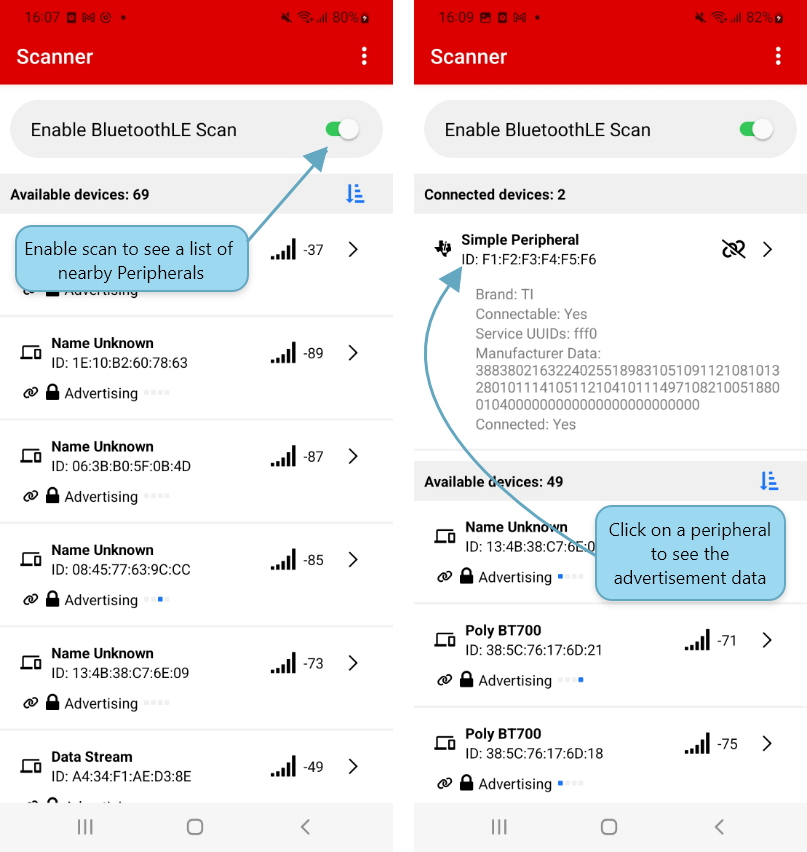 16:07
80%
Scanner
Enable BluetoothLE Scan
Available devices: 69
Enable scan to see a list of
nearby Peripherals
-37
Advertising
Name Unknown
ID: 1E:10:B2:60:78:63
-89
Advertising
Name Unknown
ID: 06:3B:B0:5F:0B:4D
-87
Advertising
Name Unknown
ID: 08:45:77:63:9C:CC
-85
Advertising
Name Unknown
ID: 13:4B:38:C7:6E:09
-73
Advertising
Data Stream
ID: A4:34:F1:AE:D3:8E
-49
16:09
82%
Scanner
Enable BluetoothLE Scan
Connected devices: 2
Simple Peripheral
ID: F1:F2:F3:F4:F5:F6
Brand: TI
Connectable: Yes
Service UUIDs: fff0
Manufacturer Data:
38838021632240255189831051091121081013
28010111410511210410111497108210051880
0104000000000000000000000000
Connected: Yes
Available devices: 49
Name Unknown
ID: 13:4B:38:C7:6E:0
Advertising
Click on a peripheral
to see the
advertisement data
Poly BT700
ID: 38:5C:76:17:6D:21
-71
Advertising
Poly BT700
ID: 38:5C:76:17:6D:18
-75
Advertising